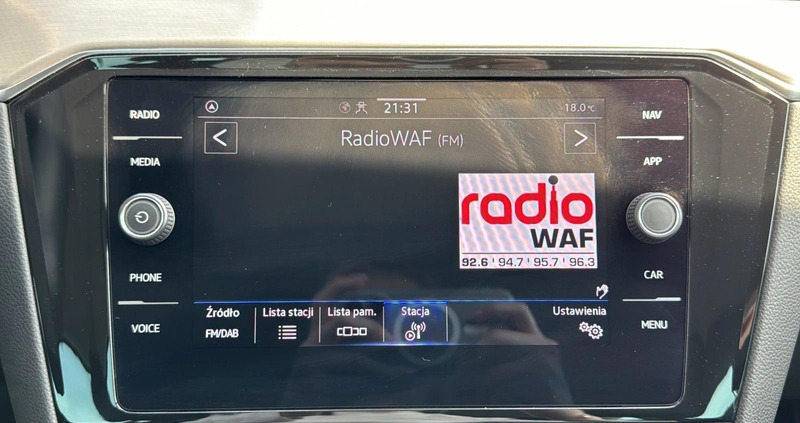 RADIO
MEDIA
PHONE
VOICE
21:31
18.0°C
RadioWAF (FM)
radio
WAF
92.6 | 94.7 | 95.7 | 96.3
Źródło
FM/DAB
Lista stacji
Lista pam.
Stacja
Ustawienia
NAV
APP
CAR
MENU